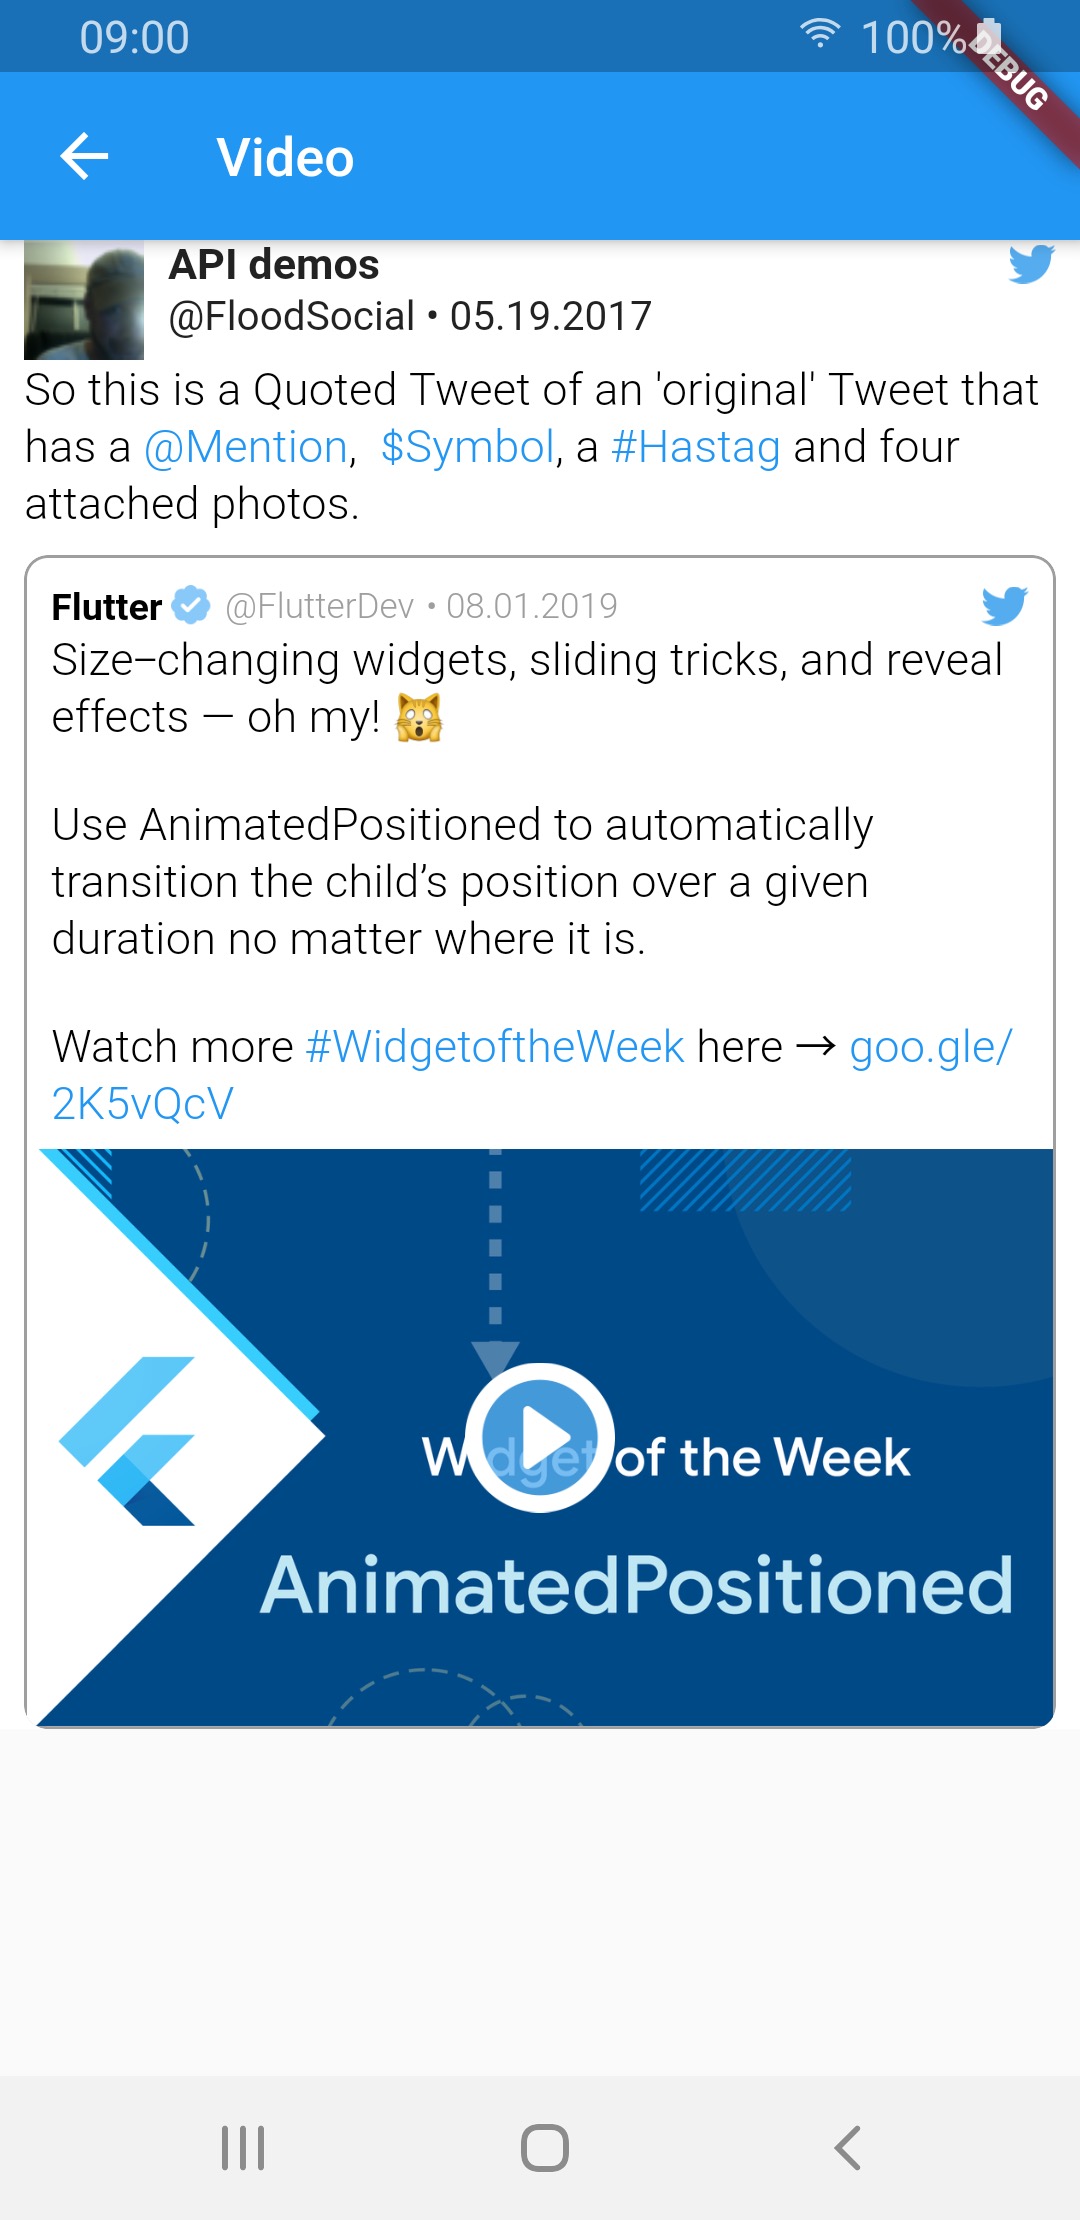 09:00 100%
DEBUG
Video
API demos
@FloodSocial • 05.19.2017
So this is a Quoted Tweet of an 'original' Tweet that
has a @Mention,  $Symbol, a #Hastag and four
attached photos.
Flutter @FlutterDev • 08.01.2019
Size–changing widgets, sliding tricks, and reveal
effects — oh my! 🙀
Use AnimatedPositioned to automatically
transition the child’s position over a given
duration no matter where it is.
Watch more #WidgetoftheWeek here → goo.gle/
2K5vQcV
Widget of the Week
AnimatedPositioned